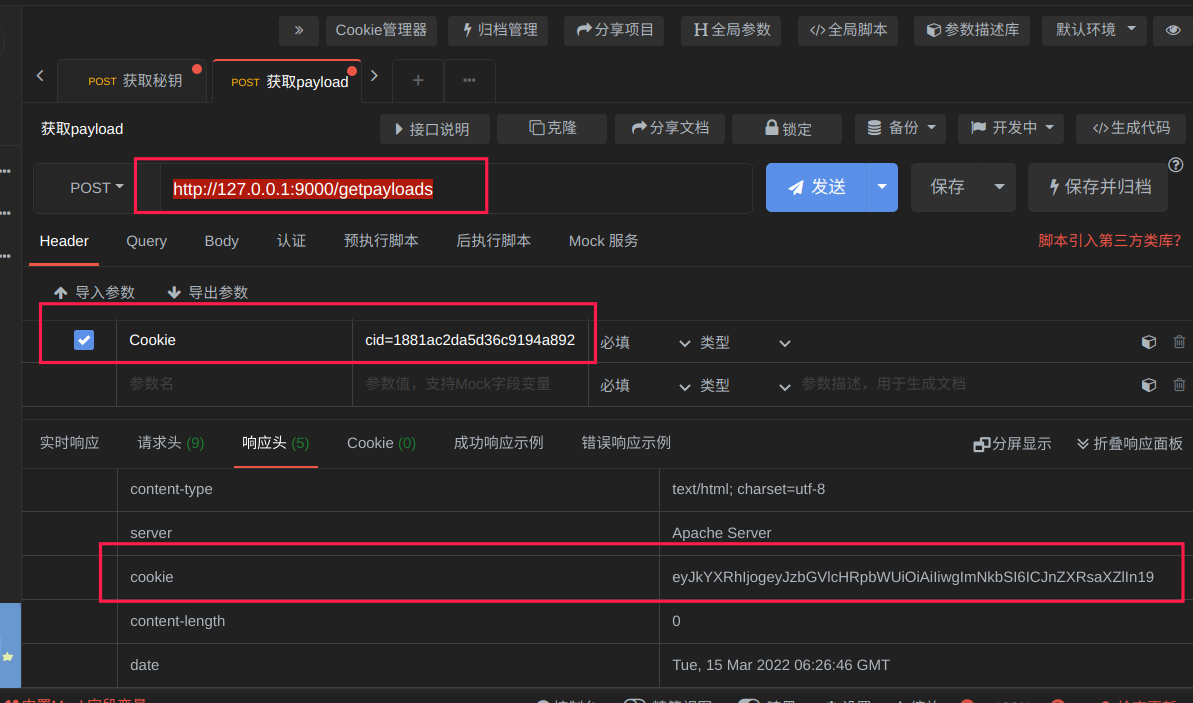 » Cookie管理器 归档管理 分享项目 H全局参数 </>全局脚本 参数描述库 默认环境
POST 获取秘钥 POST 获取payload + ···
获取payload 接口说明 克隆 分享文档 锁定 备份 开发中 </>生成代码
POST http://127.0.0.1:9000/getpayloads 发送 保存 保存并归档
Header Query Body 认证 预执行脚本 后执行脚本 Mock 服务 脚本引入第三方类库?
导入参数 导出参数
Cookie cid=1881ac2da5d36c9194a892 必填 类型
参数名 参数值，支持Mock字段变量 必填 类型 参数描述，用于生成文档
实时响应 请求头 (9) 响应头 (5) Cookie (0) 成功响应示例 错误响应示例 分屏显示 折叠响应面板
content-type text/html; charset=utf-8
server Apache Server
cookie eyJkYXRhIjogeyJzbGVlcHRpbWUiOiAiIiwgImNkbSI6ICJnZXRsaXZlIn19
content-length 0
date Tue, 15 Mar 2022 06:26:46 GMT